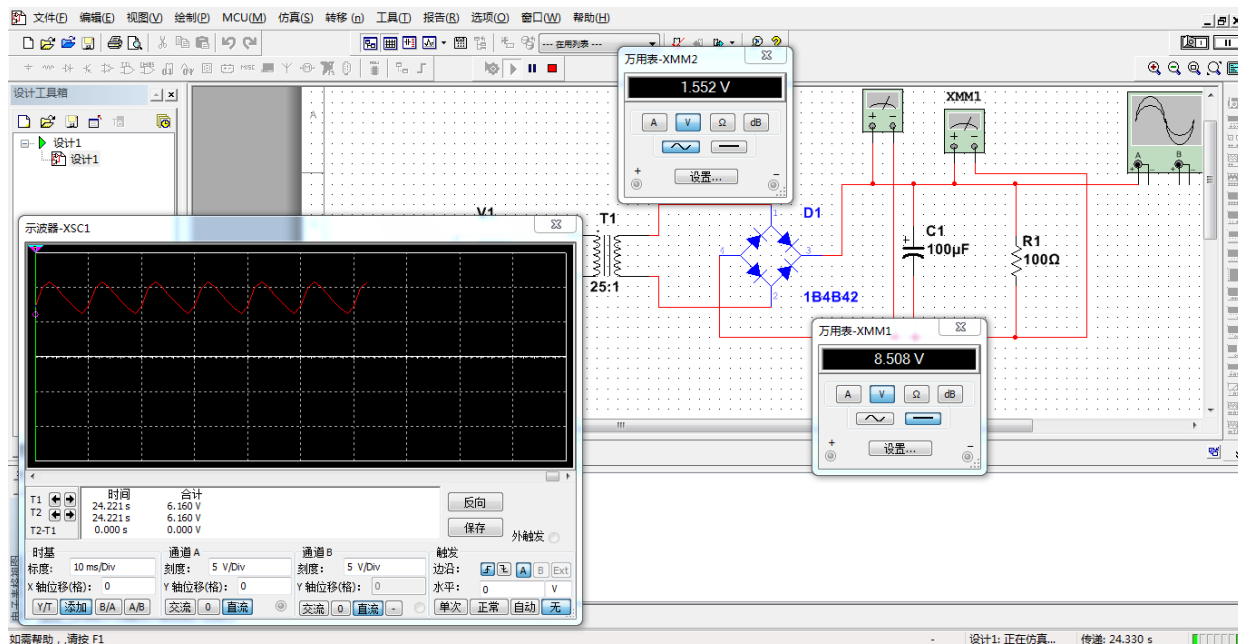 文件(F) 编辑(E) 视图(V) 绘制(P) MCU(M) 仿真(S) 转移 (n) 工具(T) 报告(R) 选项(O) 窗口(W) 帮助(H)
--- 在用列表 ---
MISC
设计工具箱
设计1
设计1
A
万用表-XMM2
1.552 V
A V Ω dB
+ 设置... -
XMM1
A B
V1
T1
25:1
D1
1
4 3
2
1B4B42
C1
100µF
R1
100Ω
万用表-XMM1
8.508 V
A V Ω dB
+ 设置... -
示波器-XSC1
时间 合计
T1 24.221 s 6.160 V
T2 24.221 s 6.160 V
T2-T1 0.000 s 0.000 V
反向
保存
外触发
时基 通道 A 通道 B 触发
标度: 10 ms/Div 刻度: 5 V/Div 刻度: 5 V/Div 边沿: A B Ext
X 轴位移(格): 0 Y 轴位移(格): 0 Y 轴位移(格): 0 水平: 0 V
Y/T 添加 B/A A/B 交流 0 直流 交流 0 直流 - 单次 正常 自动 无
如需帮助，请按 F1
- 设计1: 正在仿真... 传递: 24.330 s